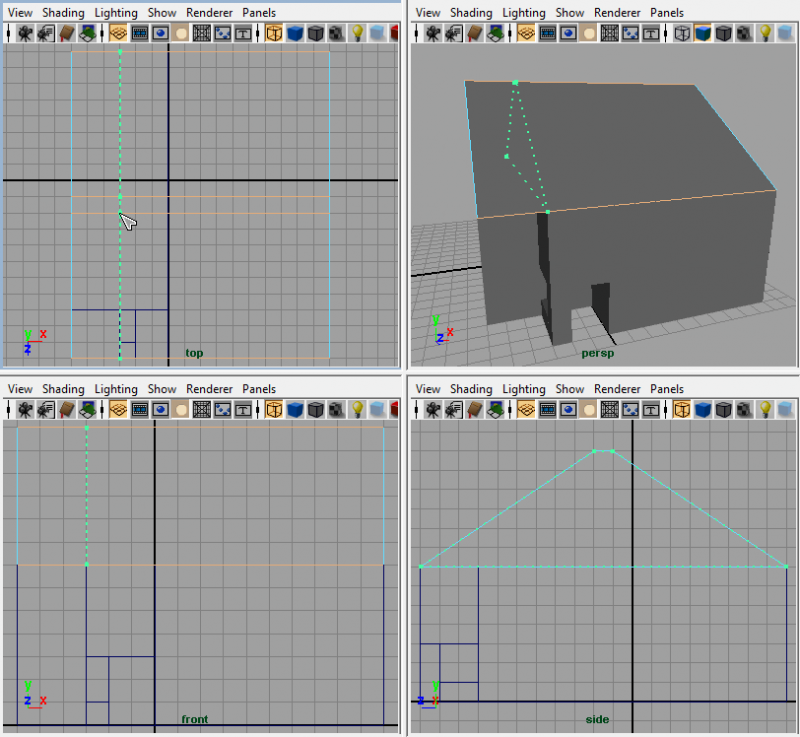 View Shading Lighting Show Renderer Panels
View Shading Lighting Show Renderer Panels
y x
z
top
y x
z
persp
View Shading Lighting Show Renderer Panels
View Shading Lighting Show Renderer Panels
y
z x
front
y
z x
side